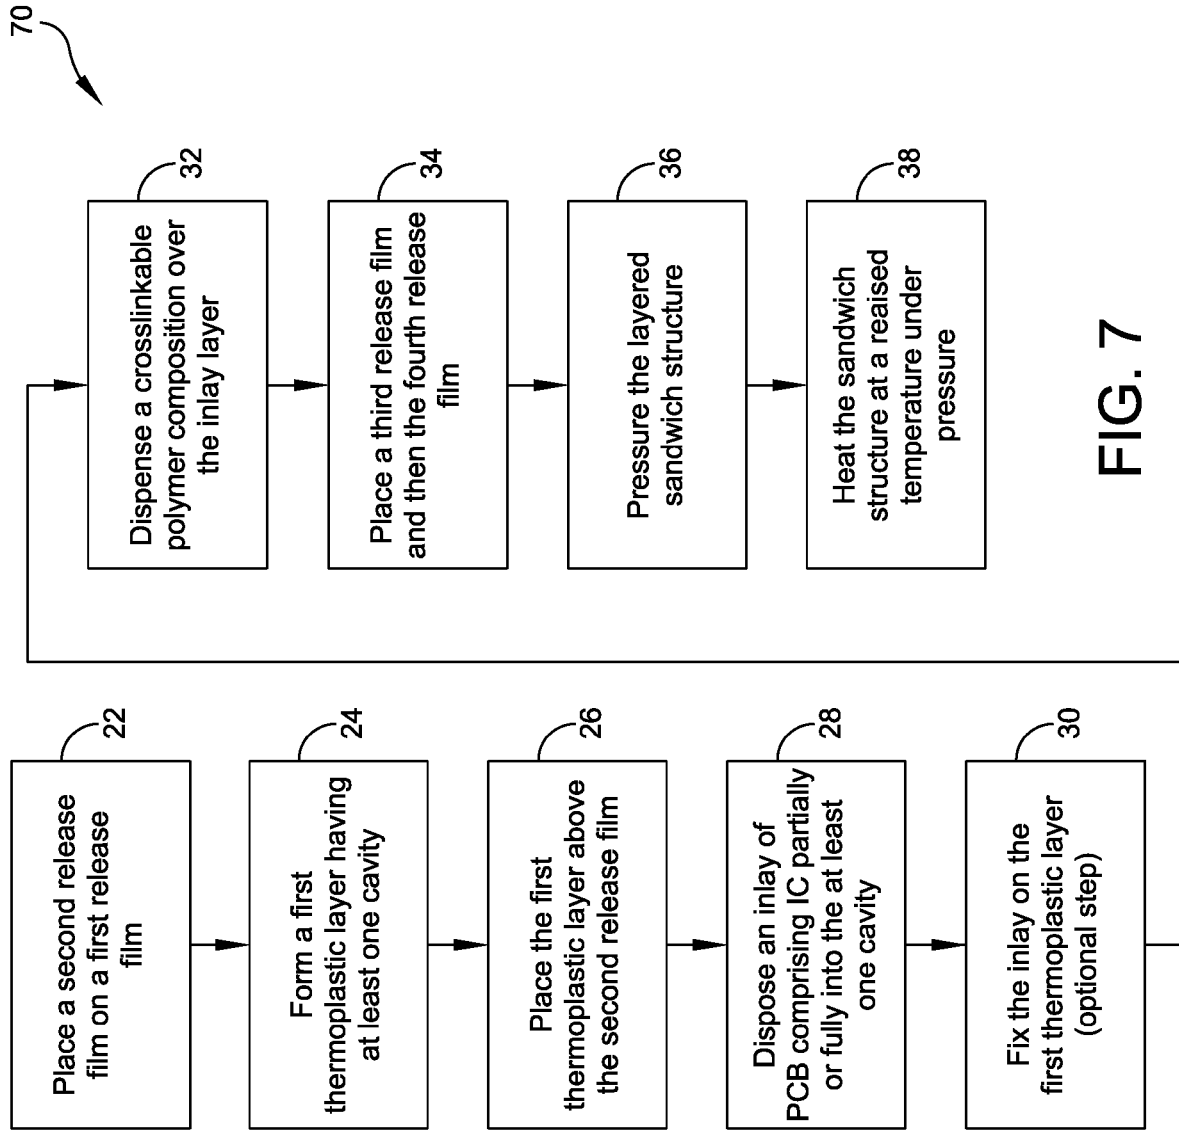 70
22
Place a second release
film on a first release
film
24
Form a first
thermoplastic layer having
at least one cavity
26
Place the first
thermoplastic layer above
the second release film
28
Dispose an inlay of
PCB comprising IC partially
or fully into the at least
one cavity
30
Fix the inlay on the
first thermoplastic layer
(optional step)
32
Dispense a crosslinkable
polymer composition over
the inlay layer
34
Place a third release film
and then the fourth release
film
36
Pressure the layered
sandwich structure
38
Heat the sandwich
structure at a reaised
temperature under
pressure
FIG. 7